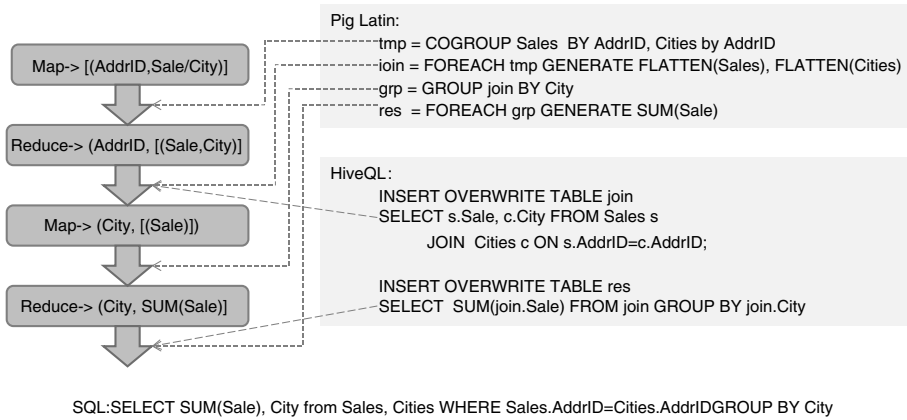 Map-> [(AddrID,Sale/City)]
Reduce-> (AddrID, [(Sale,City)]
Map-> (City, [(Sale)])
Reduce-> (City, SUM(Sale)]
Pig Latin:
tmp = COGROUP Sales BY AddrID, Cities by AddrID
ioin = FOREACH tmp GENERATE FLATTEN(Sales), FLATTEN(Cities)
grp = GROUP join BY City
res = FOREACH grp GENERATE SUM(Sale)
HiveQL:
INSERT OVERWRITE TABLE join
SELECT s.Sale, c.City FROM Sales s
JOIN Cities c ON s.AddrID=c.AddrID;
INSERT OVERWRITE TABLE res
SELECT SUM(join.Sale) FROM join GROUP BY join.City
SQL:SELECT SUM(Sale), City from Sales, Cities WHERE Sales.AddrID=Cities.AddrIDGROUP BY City